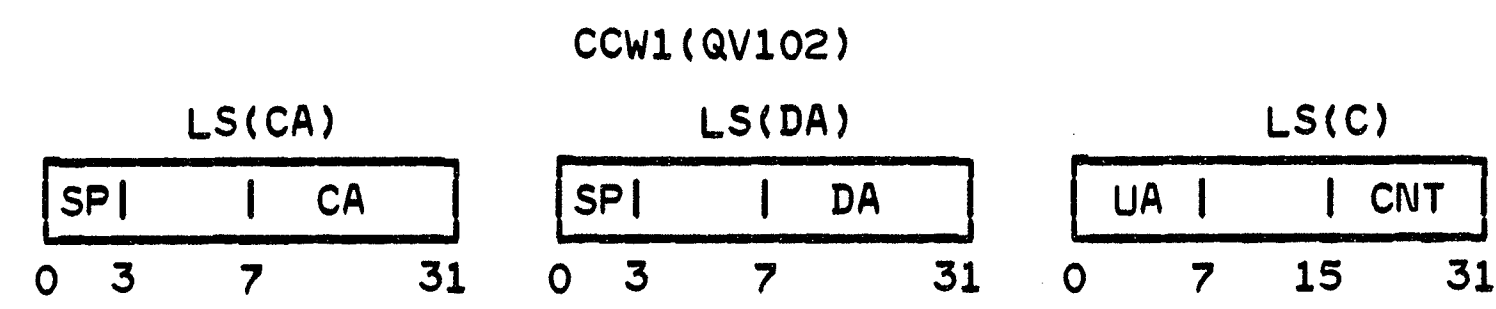 CCW1(QV102)
LS(CA) LS(DA) LS(C)
SP| | CA SP| | DA UA | | CNT
0 3 7 31 0 3 7 31 0 7 15 31